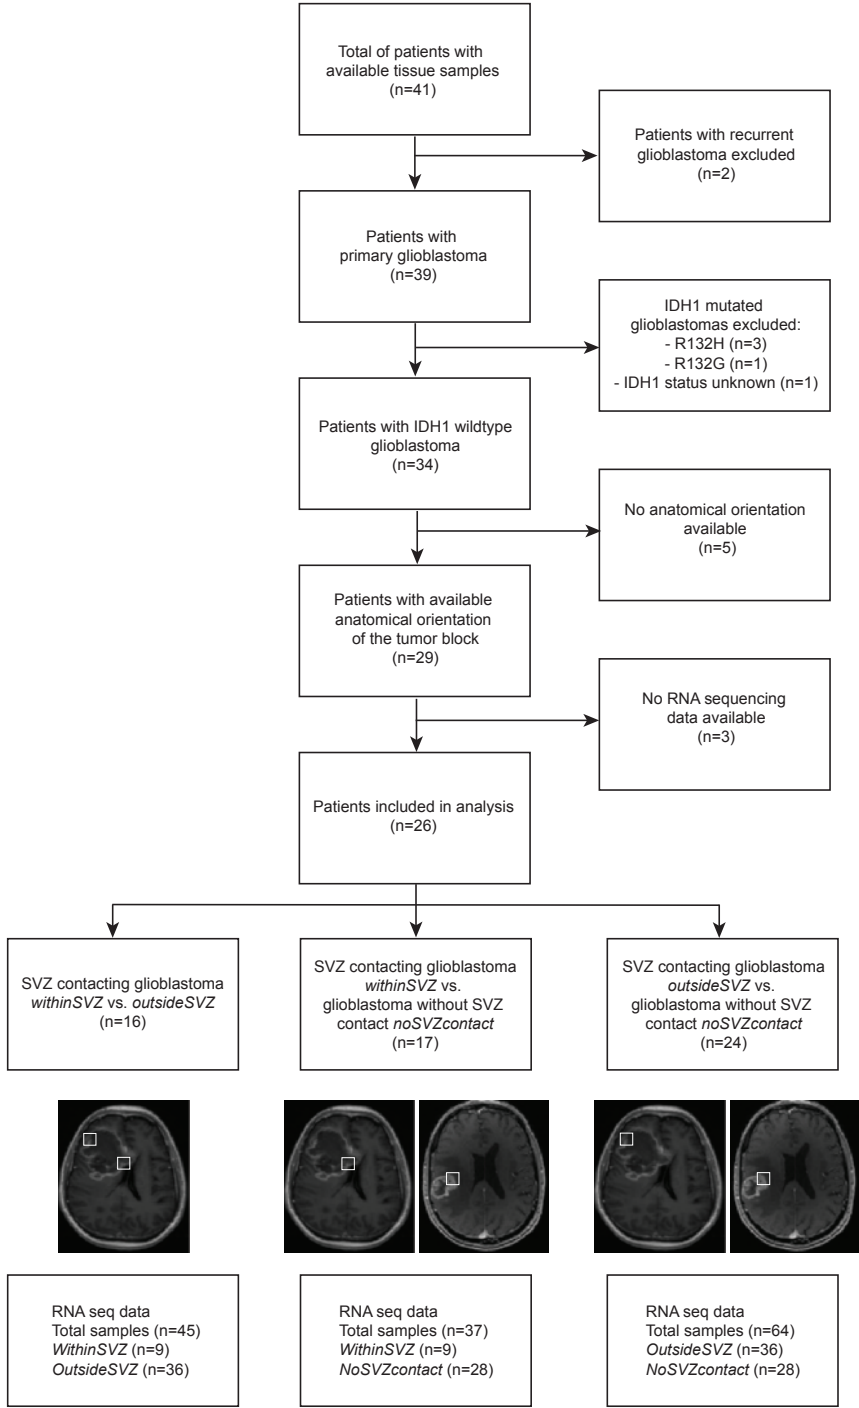 Total of patients with
available tissue samples
(n=41)
Patients with recurrent
glioblastoma excluded
(n=2)
Patients with
primary glioblastoma
(n=39)
IDH1 mutated
glioblastomas excluded:
- R132H (n=3)
- R132G (n=1)
- IDH1 status unknown (n=1)
Patients with IDH1 wildtype
glioblastoma
(n=34)
No anatomical orientation
available
(n=5)
Patients with available
anatomical orientation
of the tumor block
(n=29)
No RNA sequencing
data available
(n=3)
Patients included in analysis
(n=26)
SVZ contacting glioblastoma
withinSVZ vs. outsideSVZ
(n=16)
SVZ contacting glioblastoma
withinSVZ vs.
glioblastoma without SVZ
contact noSVZcontact
(n=17)
SVZ contacting glioblastoma
outsideSVZ vs.
glioblastoma without SVZ
contact noSVZcontact
(n=24)
RNA seq data
Total samples (n=45)
WithinSVZ (n=9)
OutsideSVZ (n=36)
RNA seq data
Total samples (n=37)
WithinSVZ (n=9)
NoSVZcontact (n=28)
RNA seq data
Total samples (n=64)
OutsideSVZ (n=36)
NoSVZcontact (n=28)